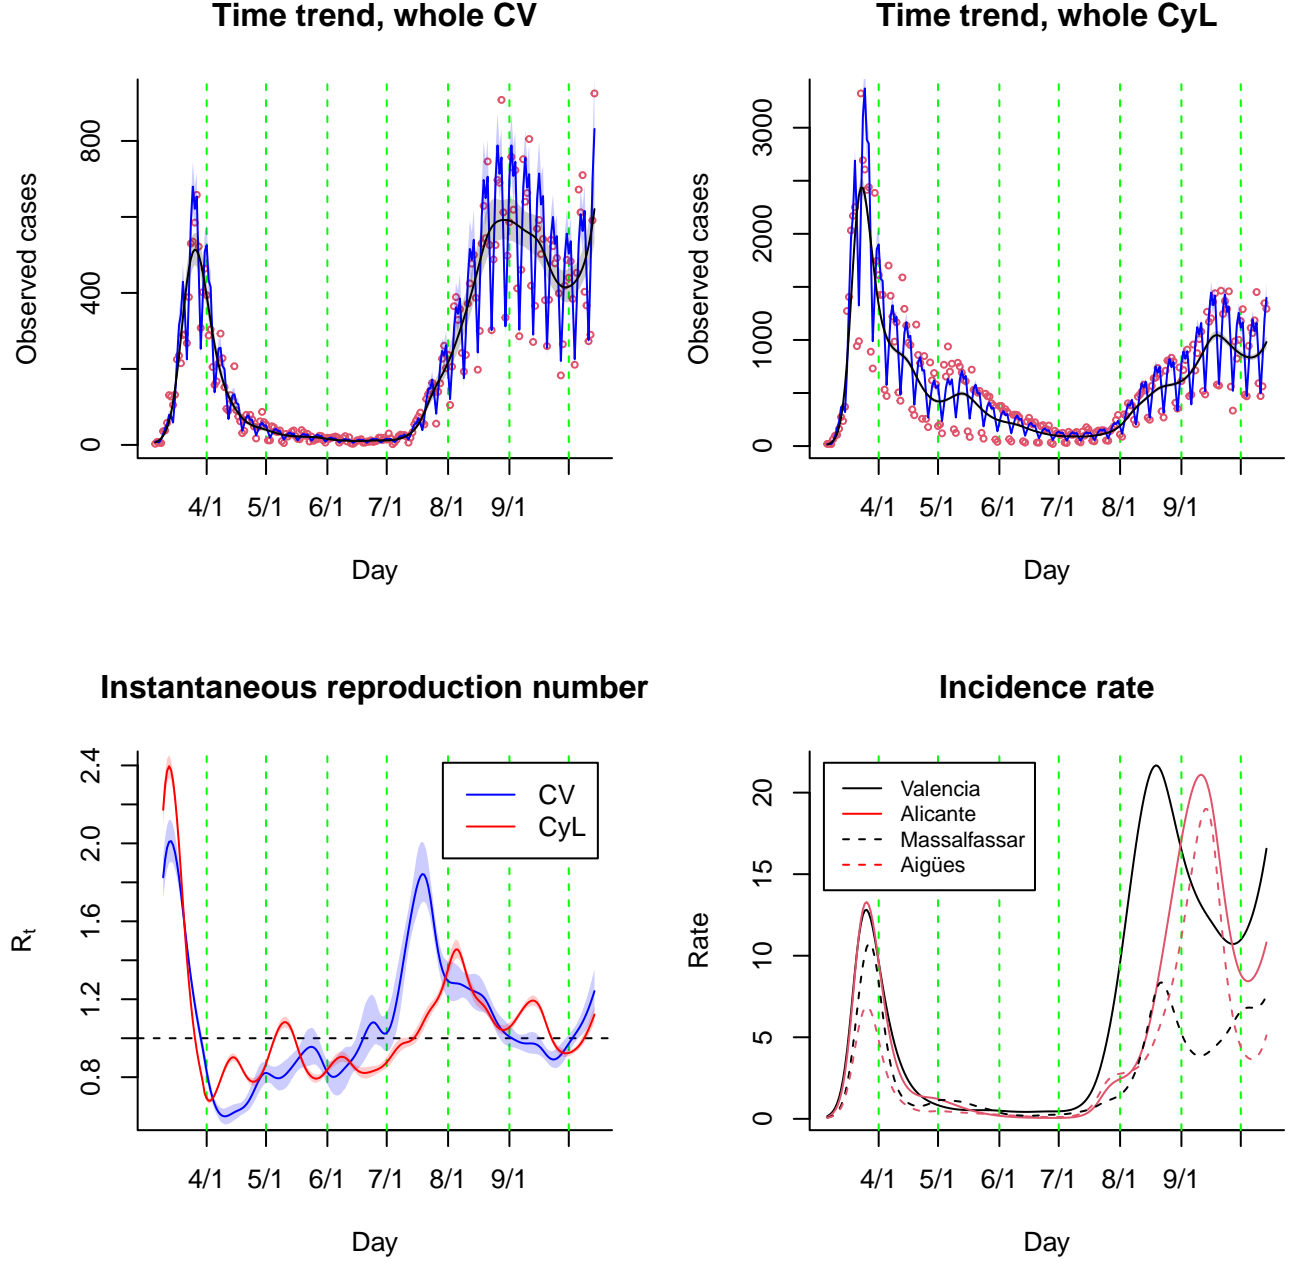 Time trend, whole CV
Observed cases
0
400
800
4/1 5/1 6/1 7/1 8/1 9/1
Day
Time trend, whole CyL
Observed cases
0
1000
2000
3000
4/1 5/1 6/1 7/1 8/1 9/1
Day
Instantaneous reproduction number
Rt
0.8
1.2
1.6
2.0
2.4
CV
CyL
4/1 5/1 6/1 7/1 8/1 9/1
Day
Incidence rate
Rate
0
5
10
15
20
Valencia
Alicante
Massalfassar
Aigües
4/1 5/1 6/1 7/1 8/1 9/1
Day